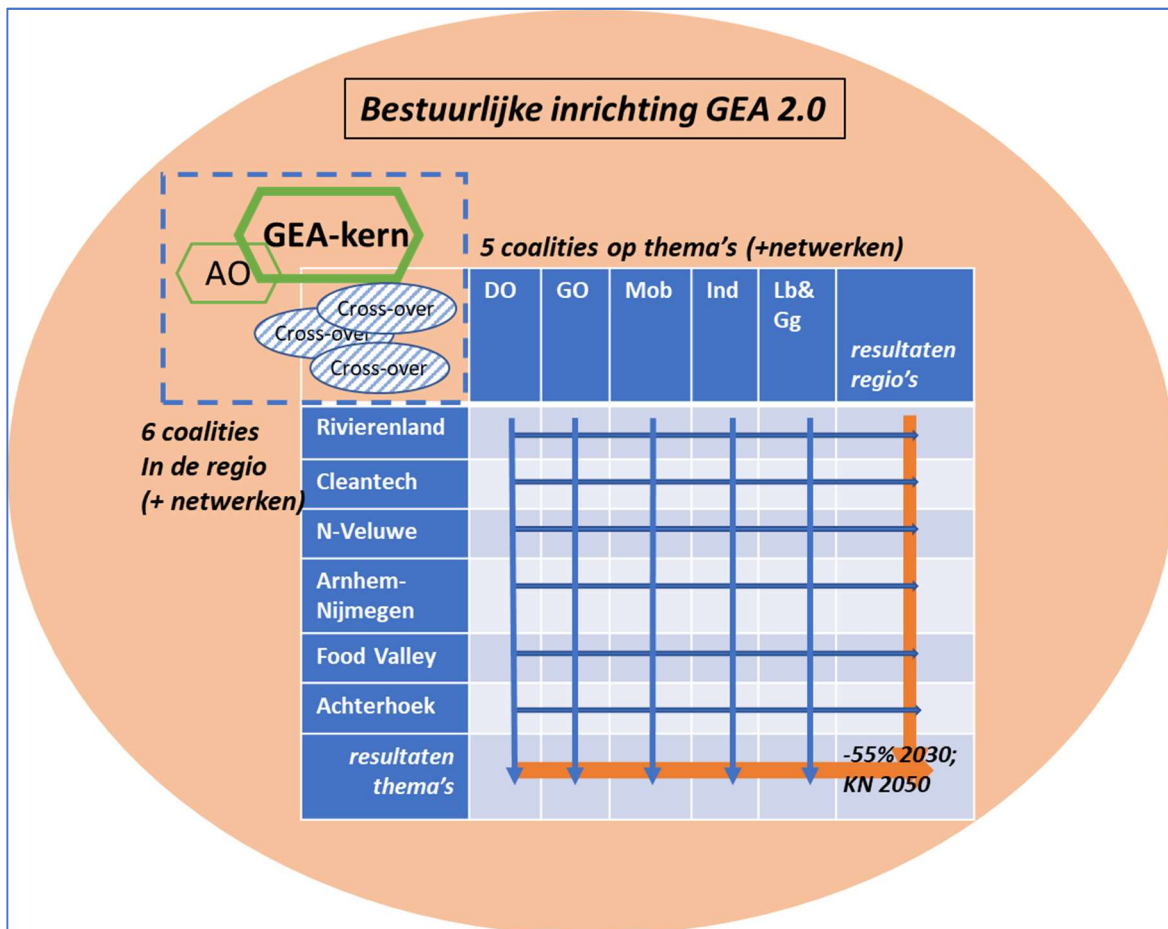 Bestuurlijke inrichting GEA 2.0
GEA-kern
AO
Cross-over
Cross-over
Cross-over
5 coalities op thema's (+netwerken)
DO
GO
Mob
Ind
Lb&
Gg
resultaten
regio's
6 coalities
In de regio
(+ netwerken)
Rivierenland
Cleantech
N-Veluwe
Arnhem-
Nijmegen
Food Valley
Achterhoek
resultaten
thema's
-55% 2030;
KN 2050